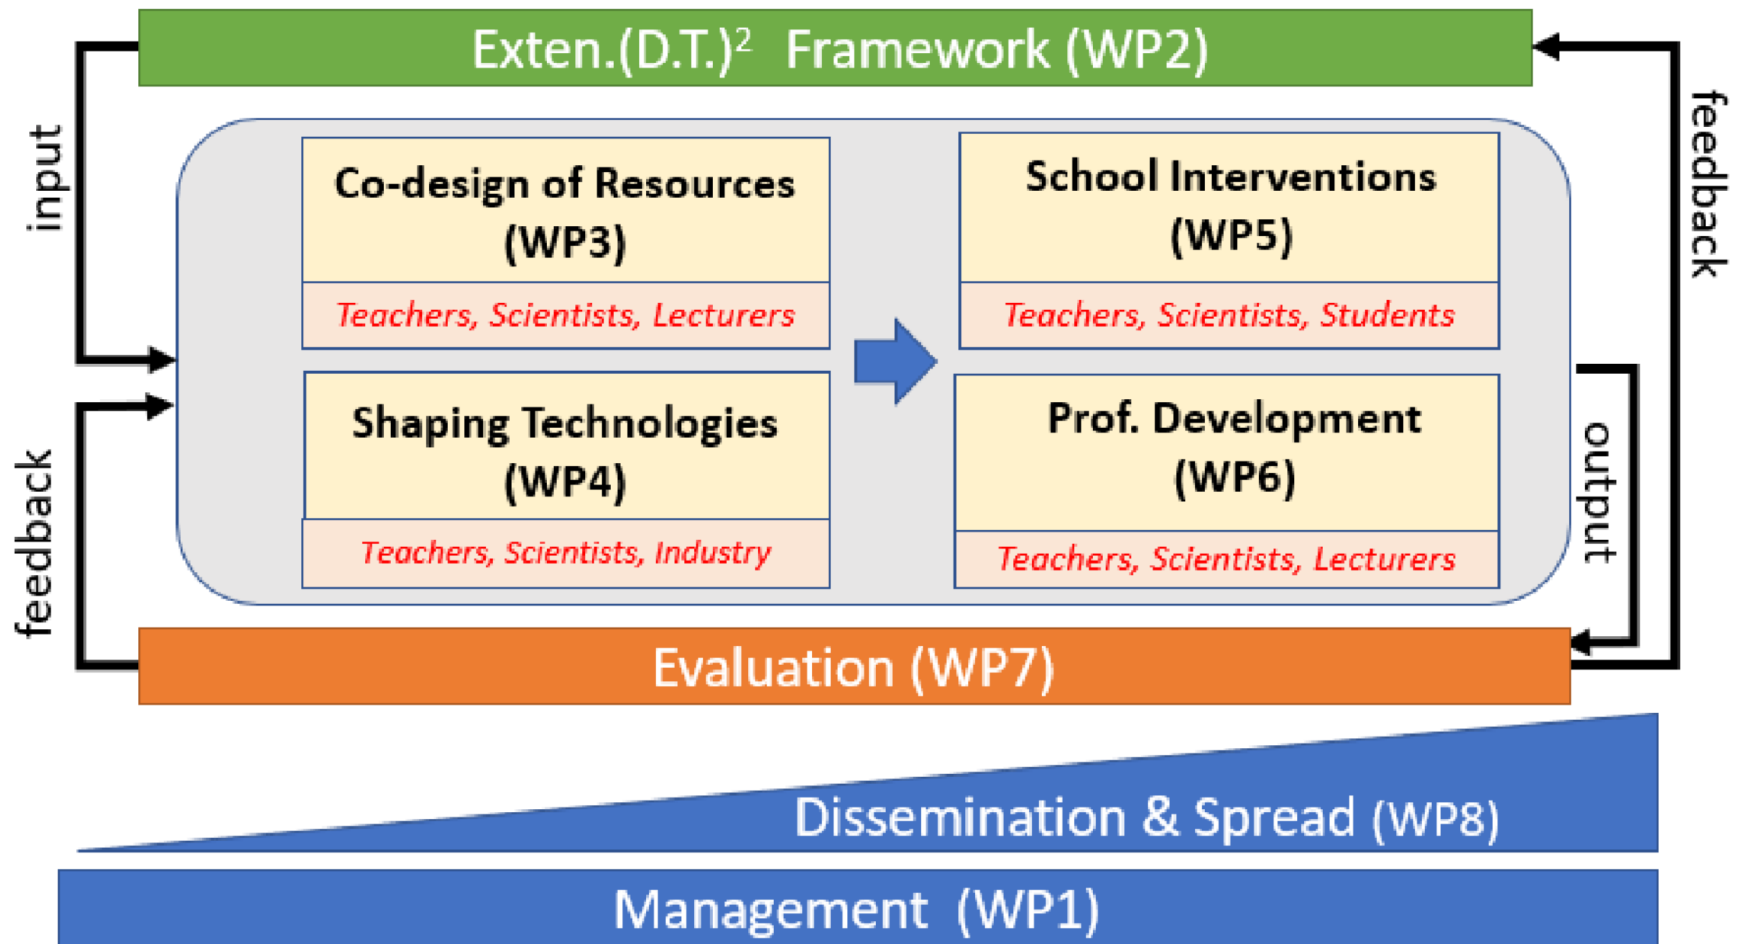 Exten.(D.T.)² Framework (WP2)
input
feedback
Co-design of Resources
(WP3)
Teachers, Scientists, Lecturers
School Interventions
(WP5)
Teachers, Scientists, Students
Shaping Technologies
(WP4)
Teachers, Scientists, Industry
Prof. Development
(WP6)
Teachers, Scientists, Lecturers
feedback
output
Evaluation (WP7)
Dissemination & Spread (WP8)
Management (WP1)